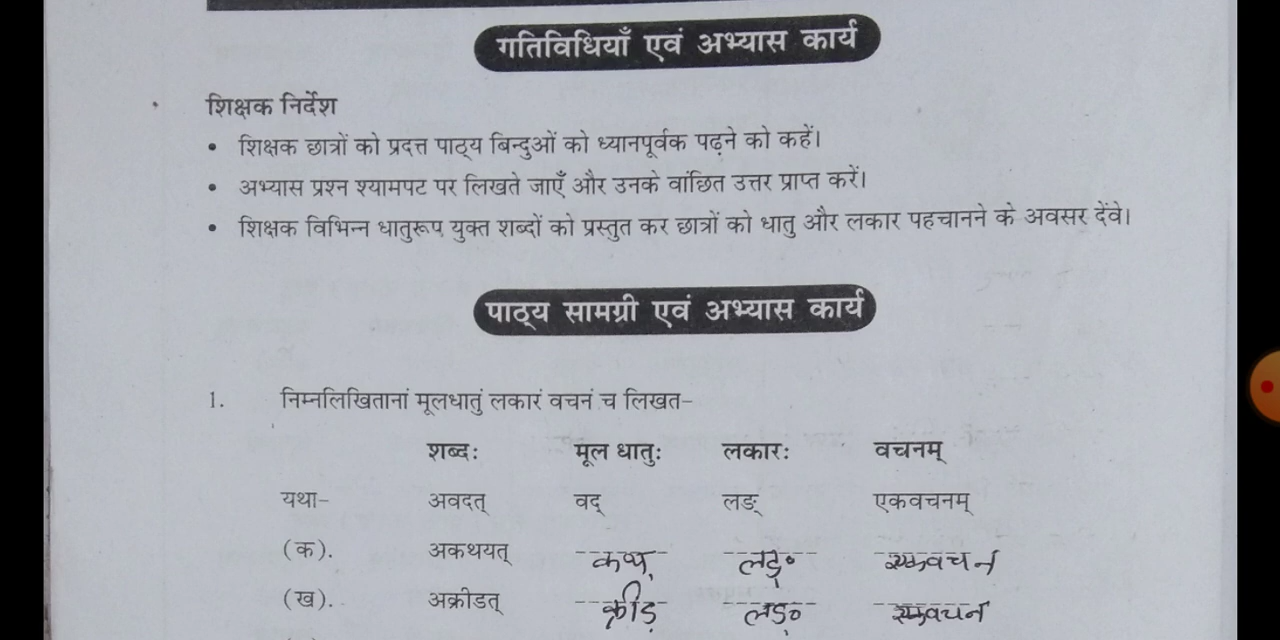 गतिविधियाँ एवं अभ्यास कार्य
शिक्षक निर्देश
• शिक्षक छात्रों को प्रदत्त पाठ्य बिन्दुओं को ध्यानपूर्वक पढ़ने को कहें।
• अभ्यास प्रश्न श्यामपट पर लिखते जाएँ और उनके वांछित उत्तर प्राप्त करें।
• शिक्षक विभिन्न धातुरूप युक्त शब्दों को प्रस्तुत कर छात्रों को धातु और लकार पहचानने के अवसर देंवे।
पाठ्य सामग्री एवं अभ्यास कार्य
1. निम्नलिखितानां मूलधातुं लकारं वचनं च लिखत–
शब्दः मूल धातुः लकारः वचनम्
यथा– अवदत् वद् लङ् एकवचनम्
(क). अकथयत् कथ् लङ् एकवचन
(ख). अक्रीडत् क्रीड् लङ् एकवचन